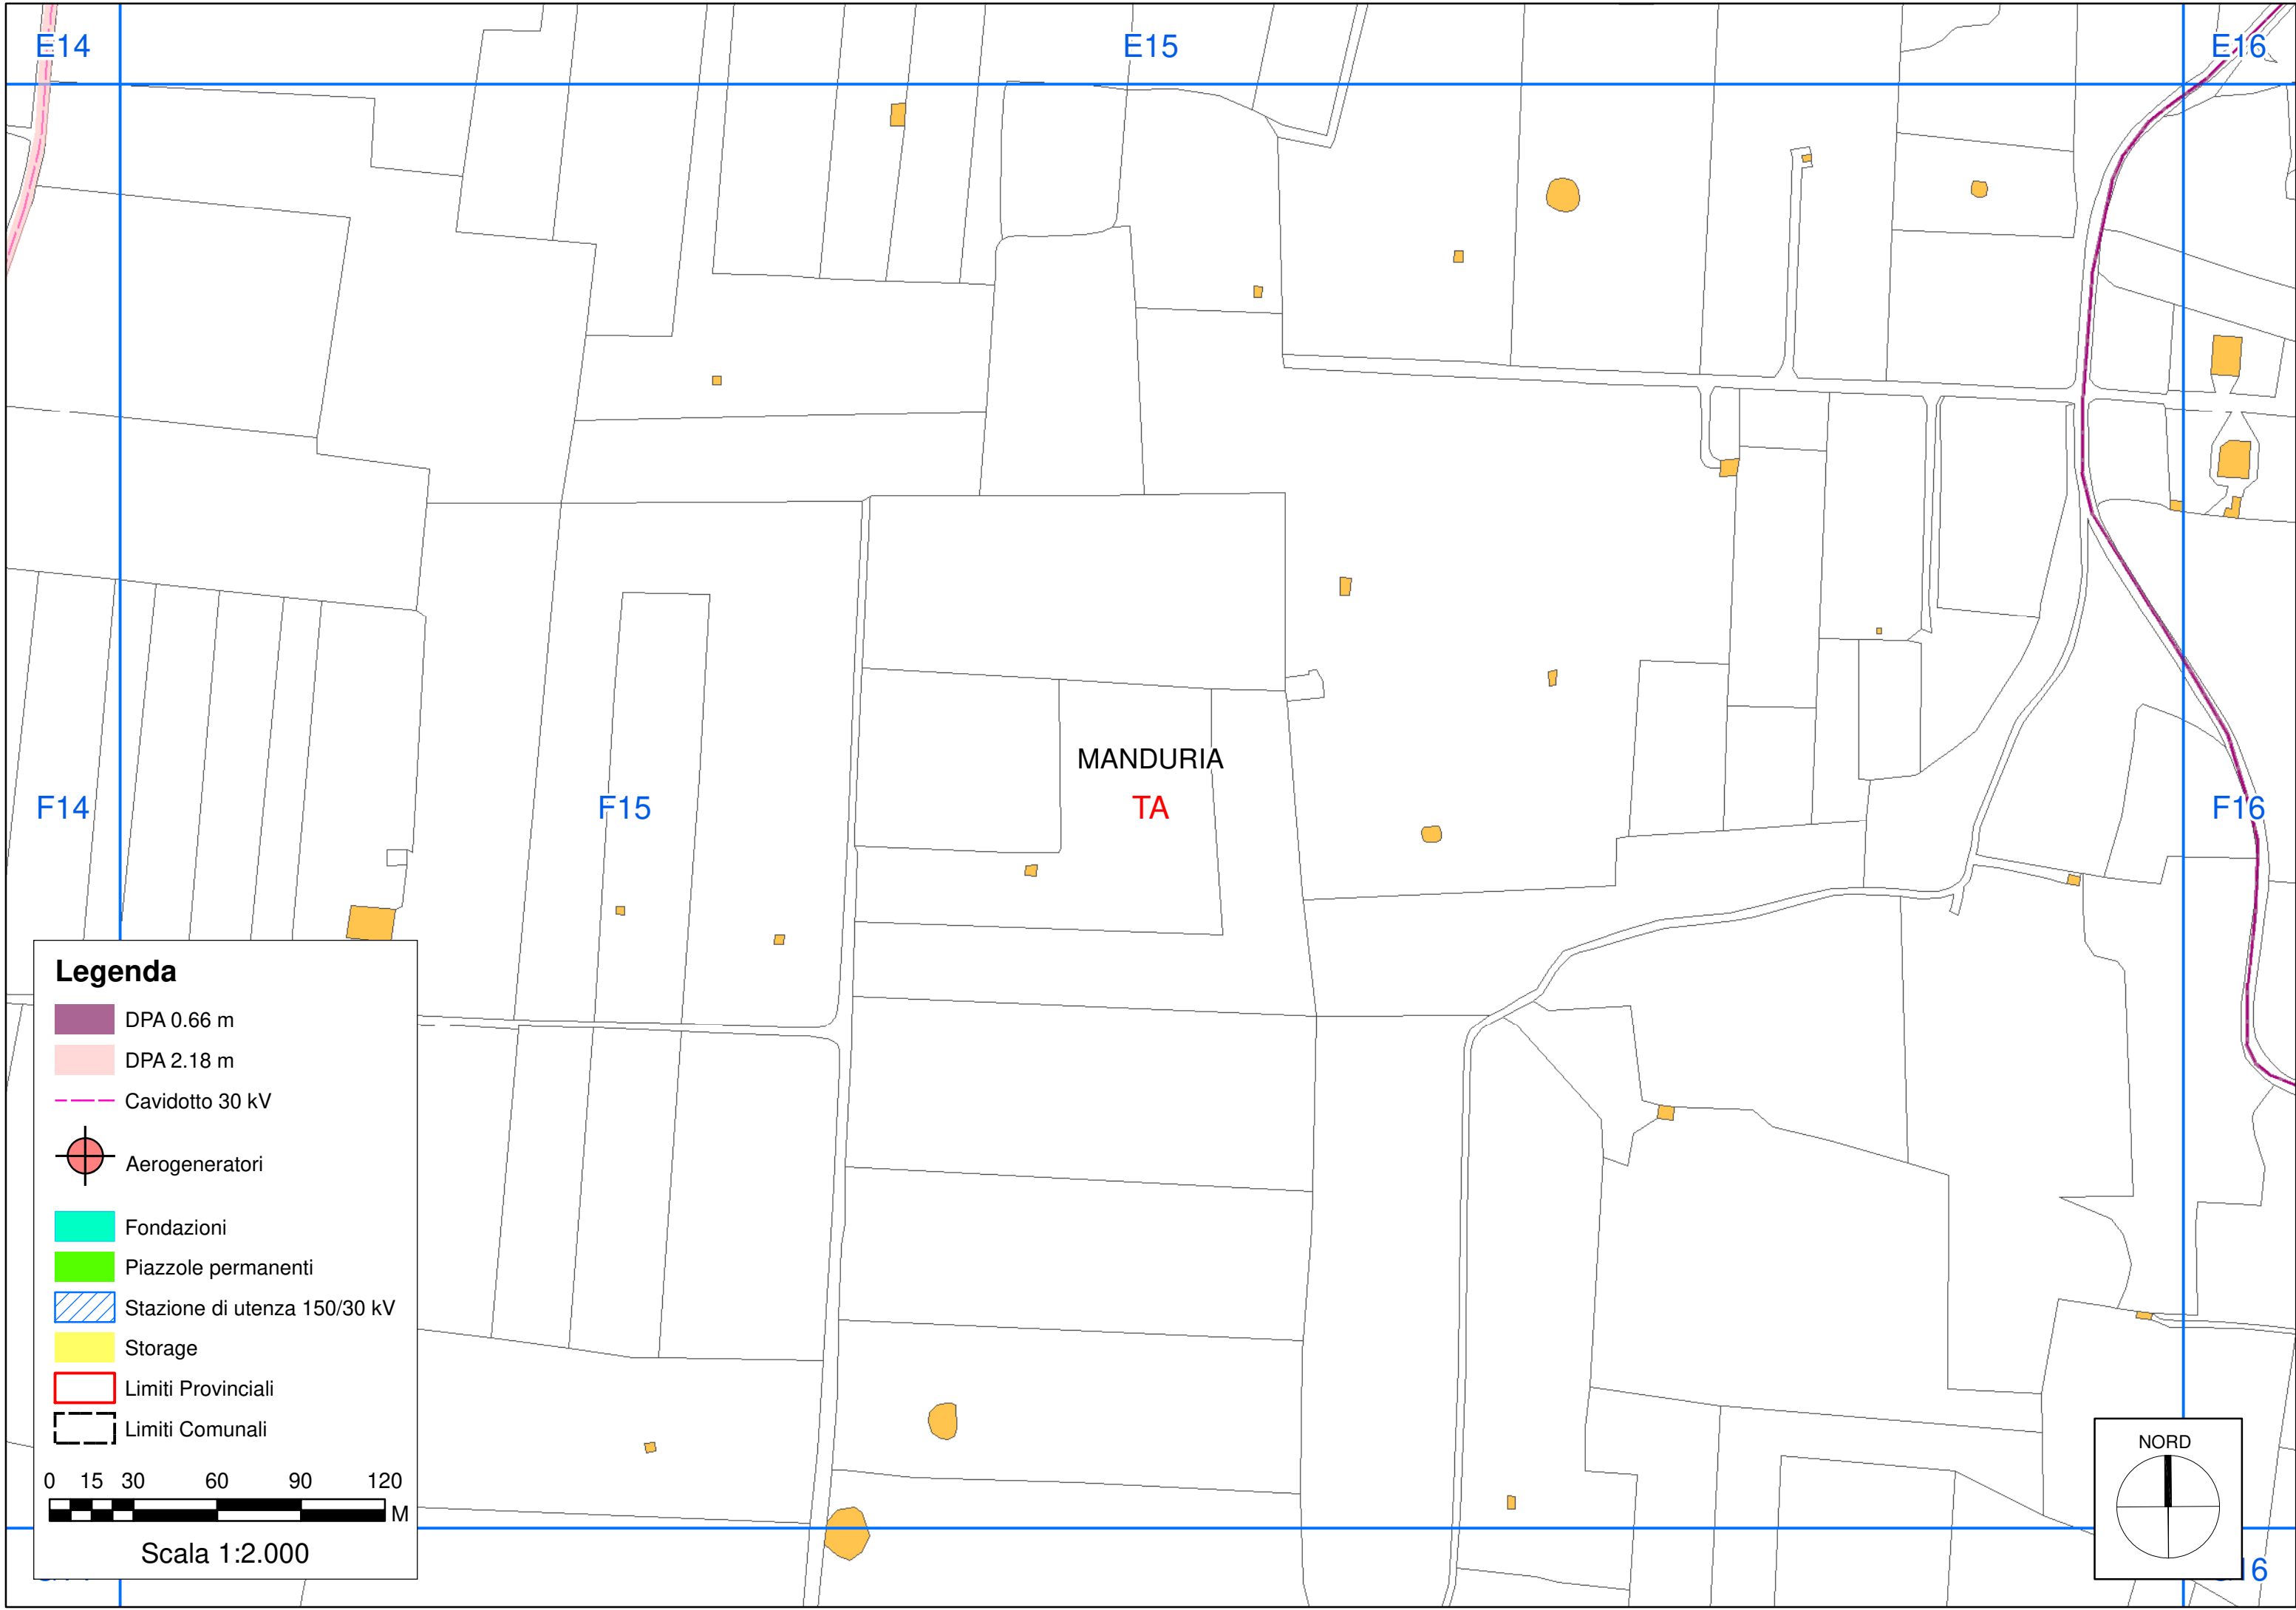 E14
E15
E16
MANDURIA
F14
F15
TA
F16
Legenda
DPA 0.66 m
DPA 2.18 m
Cavidotto 30 kV
Aerogeneratori
Fondazioni
Piazzole permanenti
Stazione di utenza 150/30 kV
Storage
Limiti Provinciali
Limiti Comunali
0 15 30 60 90 120
M
Scala 1:2.000
NORD
16